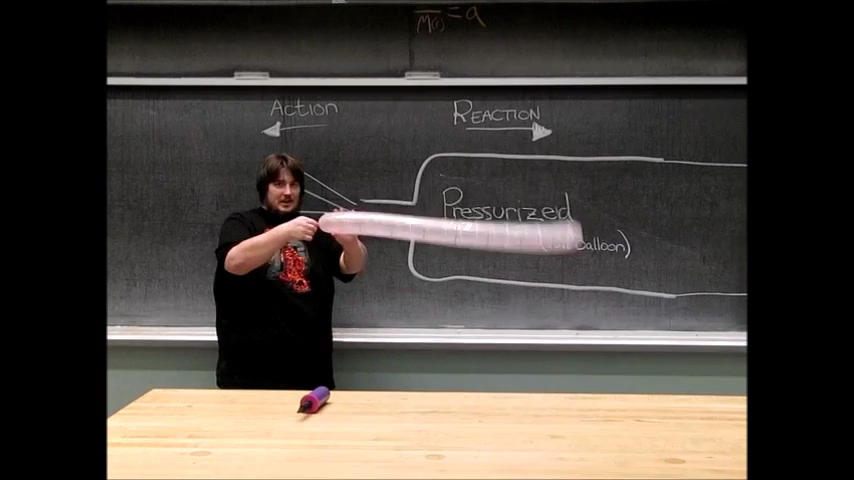 M(t) = a
Action
REACTION
Pressurized
balloon)